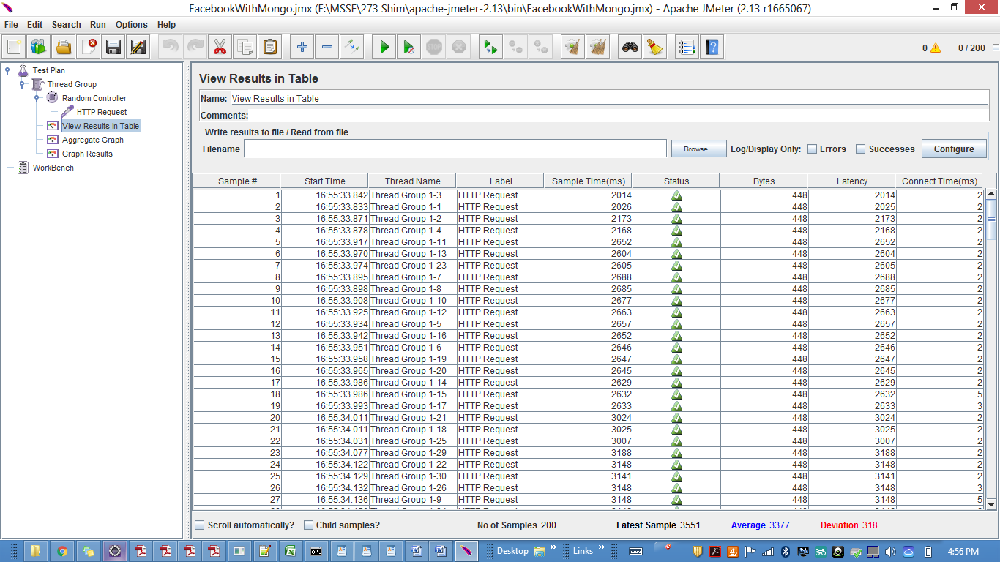 FacebookWithMongo.jmx (F:\MSSE\273 Shim\apache-jmeter-2.13\bin\FacebookWithMongo.jmx) - Apache JMeter (2.13 r1665067)
File Edit Search Run Options Help
0 0 / 200
Test Plan
Thread Group
Random Controller
HTTP Request
View Results in Table
Aggregate Graph
Graph Results
WorkBench
View Results in Table
Name: View Results in Table
Comments:
Write results to file / Read from file
Filename Browse... Log/Display Only: Errors Successes Configure
Sample # Start Time Thread Name Label Sample Time(ms) Status Bytes Latency Connect Time(ms)
1 16:55:33.842 Thread Group 1-3 HTTP Request 2014 448 2014 2
2 16:55:33.833 Thread Group 1-1 HTTP Request 2026 448 2025 2
3 16:55:33.871 Thread Group 1-2 HTTP Request 2173 448 2173 2
4 16:55:33.878 Thread Group 1-4 HTTP Request 2168 448 2168 2
5 16:55:33.917 Thread Group 1-11 HTTP Request 2652 448 2652 2
6 16:55:33.970 Thread Group 1-13 HTTP Request 2604 448 2604 2
7 16:55:33.974 Thread Group 1-23 HTTP Request 2605 448 2605 2
8 16:55:33.895 Thread Group 1-7 HTTP Request 2688 448 2688 2
9 16:55:33.898 Thread Group 1-8 HTTP Request 2685 448 2685 2
10 16:55:33.908 Thread Group 1-10 HTTP Request 2677 448 2677 2
11 16:55:33.925 Thread Group 1-12 HTTP Request 2663 448 2663 2
12 16:55:33.934 Thread Group 1-5 HTTP Request 2657 448 2657 2
13 16:55:33.942 Thread Group 1-16 HTTP Request 2652 448 2652 2
14 16:55:33.951 Thread Group 1-6 HTTP Request 2646 448 2646 2
15 16:55:33.958 Thread Group 1-19 HTTP Request 2647 448 2647 2
16 16:55:33.965 Thread Group 1-20 HTTP Request 2645 448 2645 2
17 16:55:33.986 Thread Group 1-14 HTTP Request 2629 448 2629 2
18 16:55:33.986 Thread Group 1-15 HTTP Request 2632 448 2632 5
19 16:55:33.993 Thread Group 1-17 HTTP Request 2633 448 2633 3
20 16:55:34.011 Thread Group 1-21 HTTP Request 3024 448 3024 2
21 16:55:34.011 Thread Group 1-18 HTTP Request 3025 448 3025 2
22 16:55:34.031 Thread Group 1-25 HTTP Request 3007 448 3007 2
23 16:55:34.077 Thread Group 1-29 HTTP Request 3188 448 3188 2
24 16:55:34.122 Thread Group 1-22 HTTP Request 3148 448 3148 2
25 16:55:34.129 Thread Group 1-30 HTTP Request 3141 448 3141 2
26 16:55:34.132 Thread Group 1-26 HTTP Request 3148 448 3148 3
27 16:55:34.136 Thread Group 1-9 HTTP Request 3148 448 3148 5
Scroll automatically? Child samples? No of Samples 200 Latest Sample 3551 Average 3377 Deviation 318
Desktop » Links » 4:56 PM